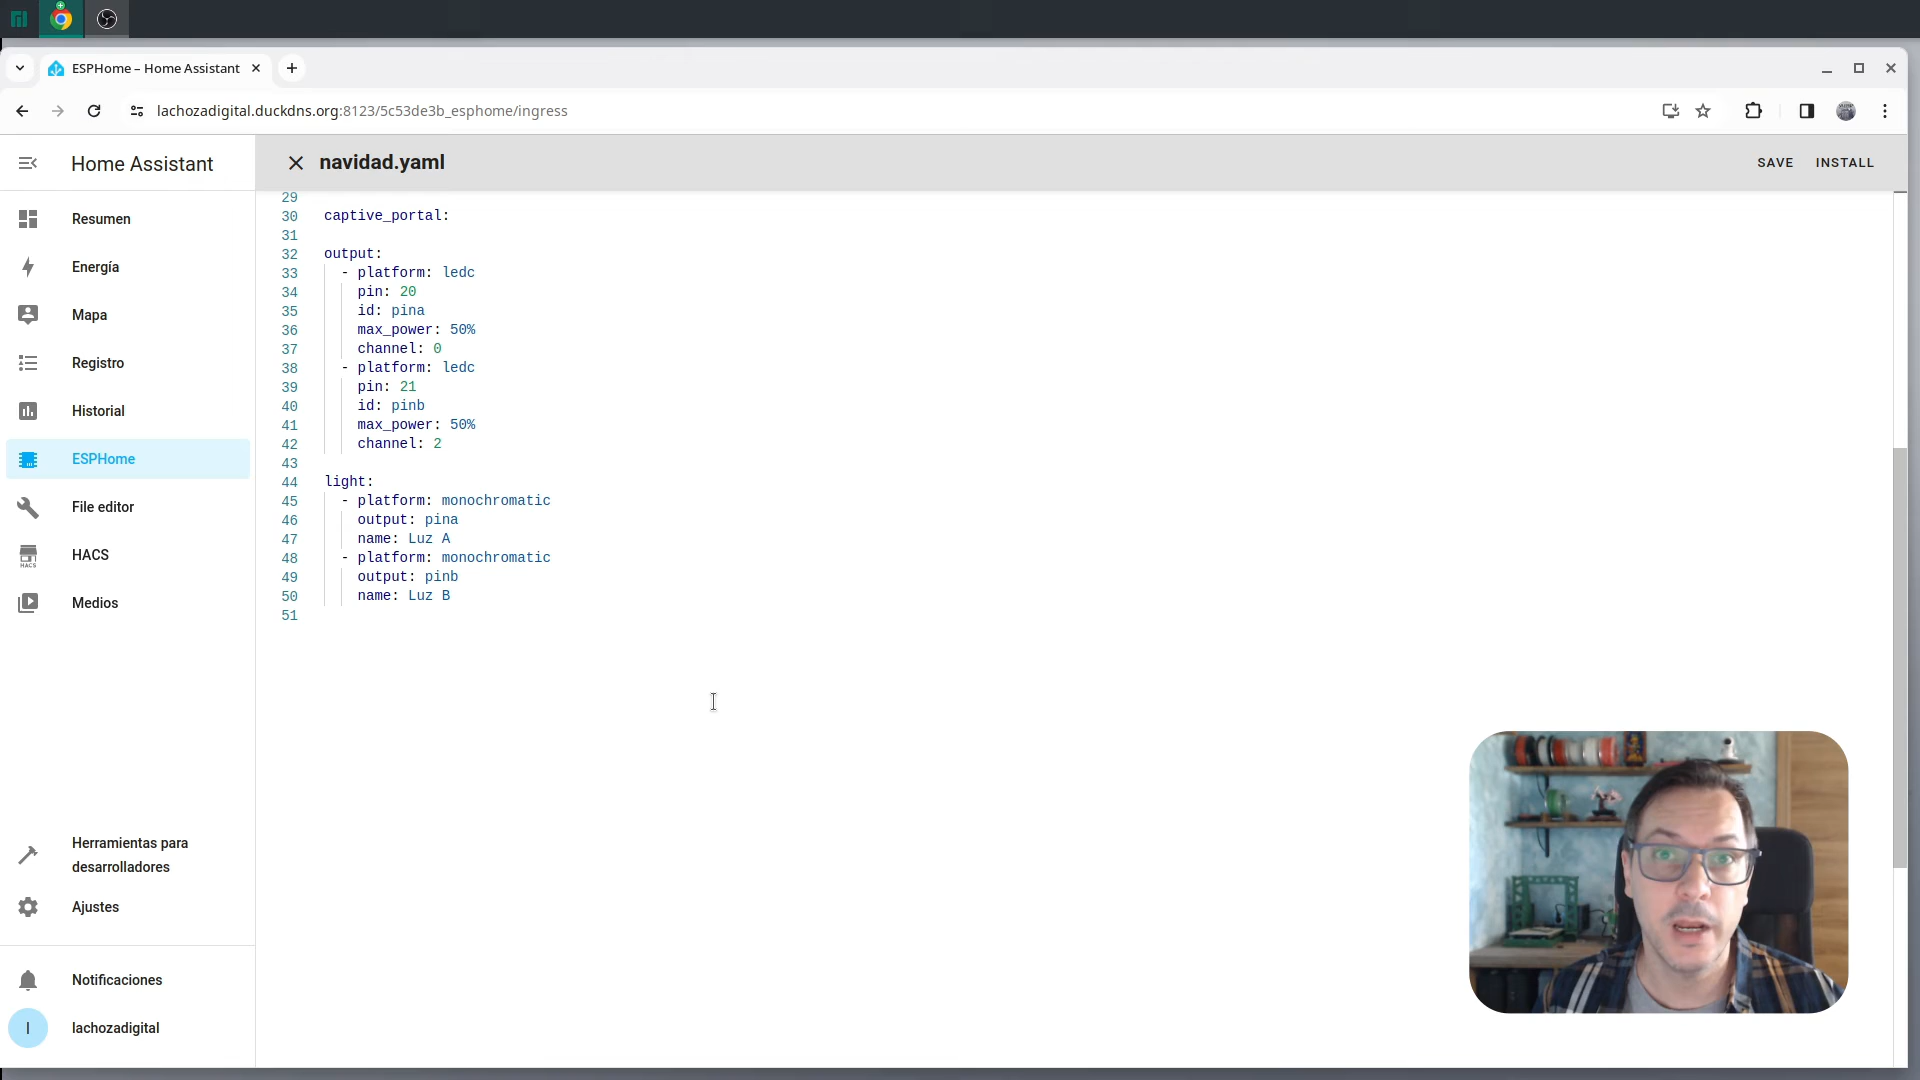 ESPHome – Home Assistant
lachozadigital.duckdns.org:8123/5c53de3b_esphome/ingress
Home Assistant
navidad.yaml
SAVE
INSTALL
Resumen
Energía
Mapa
Registro
Historial
ESPHome
File editor
HACS
HACS
Medios
Herramientas para
desarrolladores
Ajustes
Notificaciones
l
lachozadigital
29
30 captive_portal:
31
32 output:
33 - platform: ledc
34 pin: 20
35 id: pina
36 max_power: 50%
37 channel: 0
38 - platform: ledc
39 pin: 21
40 id: pinb
41 max_power: 50%
42 channel: 2
43
44 light:
45 - platform: monochromatic
46 output: pina
47 name: Luz A
48 - platform: monochromatic
49 output: pinb
50 name: Luz B
51